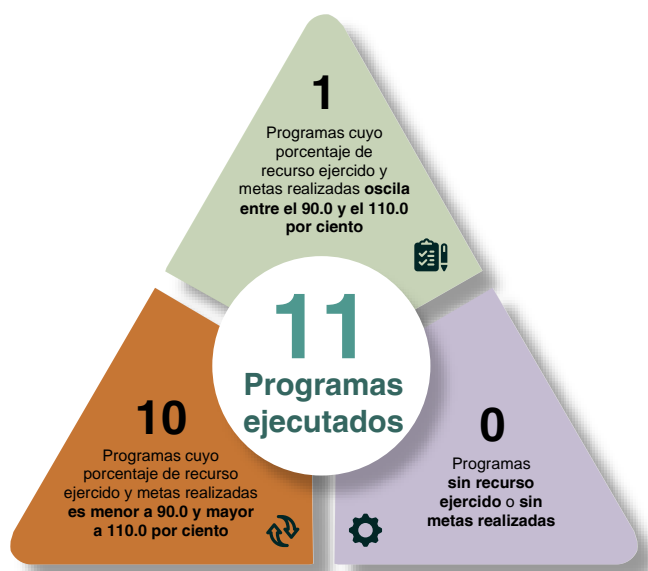 1
Programas cuyo
porcentaje de
recurso ejercido y
metas realizadas oscila
entre el 90.0 y el 110.0
por ciento
11
Programas
ejecutados
10
Programas cuyo
porcentaje de recurso
ejercido y metas realizadas
es menor a 90.0 y mayor
a 110.0 por ciento
0
Programas
sin recurso
ejercido o sin
metas realizadas